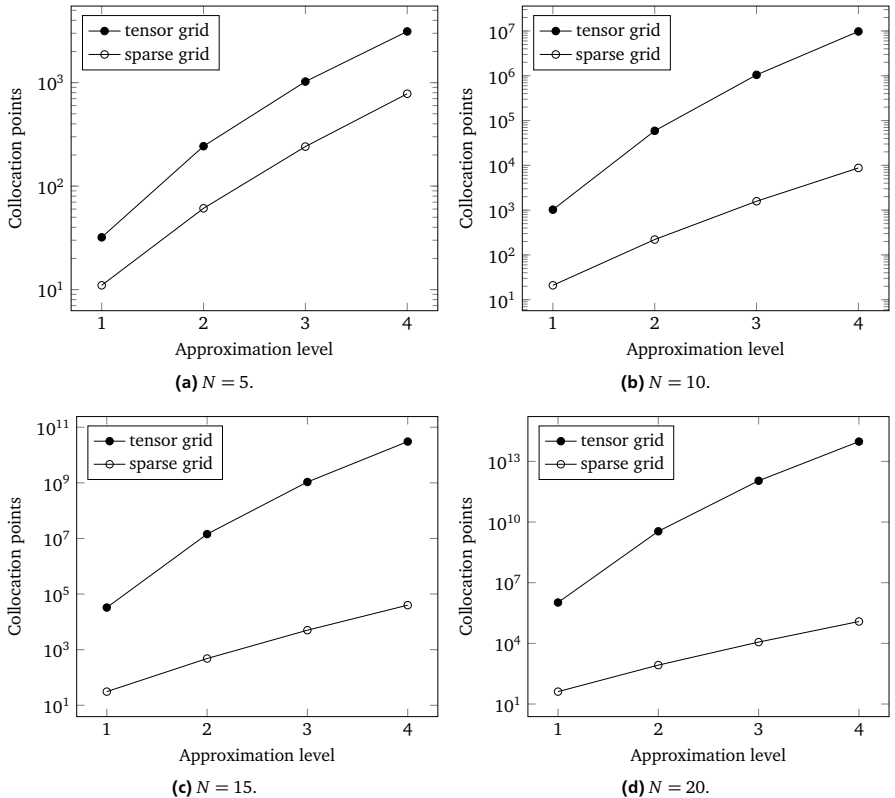 tensor grid
sparse grid
Collocation points
10^3
10^2
10^1
1 2 3 4
Approximation level
(a) N = 5.
tensor grid
sparse grid
Collocation points
10^7
10^6
10^5
10^4
10^3
10^2
10^1
1 2 3 4
Approximation level
(b) N = 10.
tensor grid
sparse grid
Collocation points
10^11
10^9
10^7
10^5
10^3
10^1
1 2 3 4
Approximation level
(c) N = 15.
tensor grid
sparse grid
Collocation points
10^13
10^10
10^7
10^4
10^1
1 2 3 4
Approximation level
(d) N = 20.